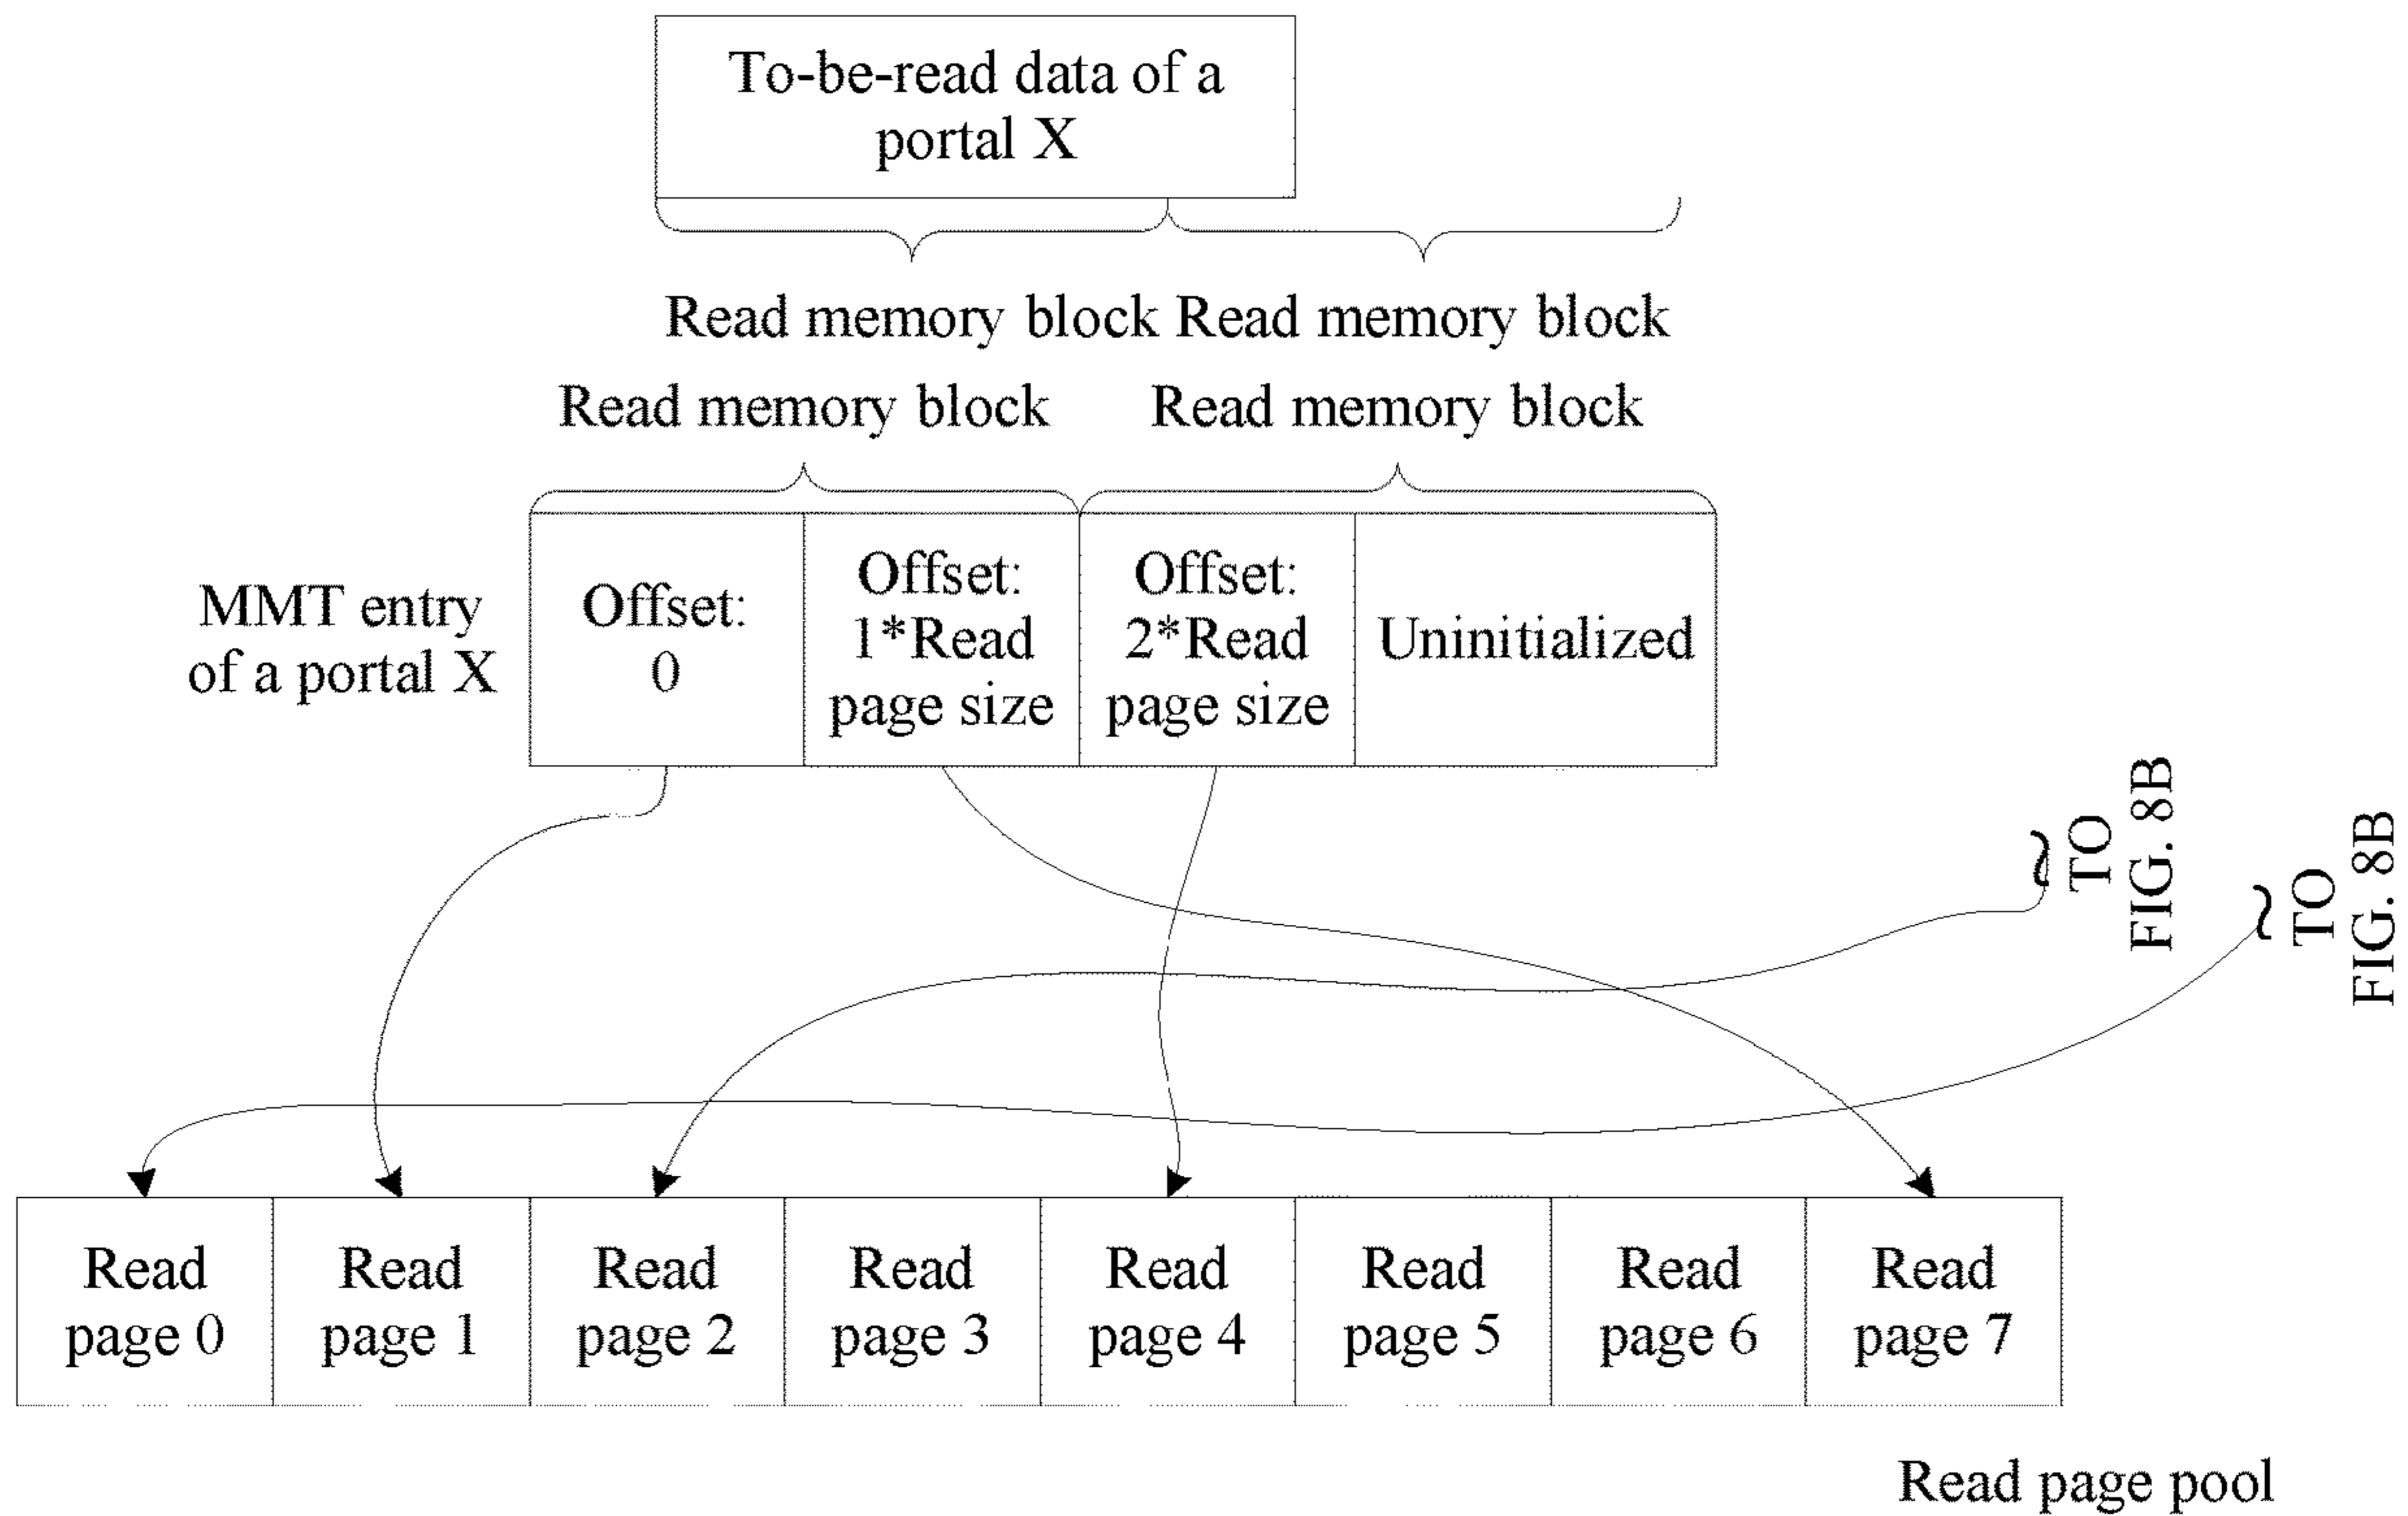 To-be-read data of a
portal X
Read memory block Read memory block
Read memory block Read memory block
MMT entry
of a portal X
Offset:
0
Offset:
1*Read
page size
Offset:
2*Read
page size
Uninitialized
TO
FIG. 8B
TO
FIG. 8B
Read
page 0
Read
page 1
Read
page 2
Read
page 3
Read
page 4
Read
page 5
Read
page 6
Read
page 7
Read page pool